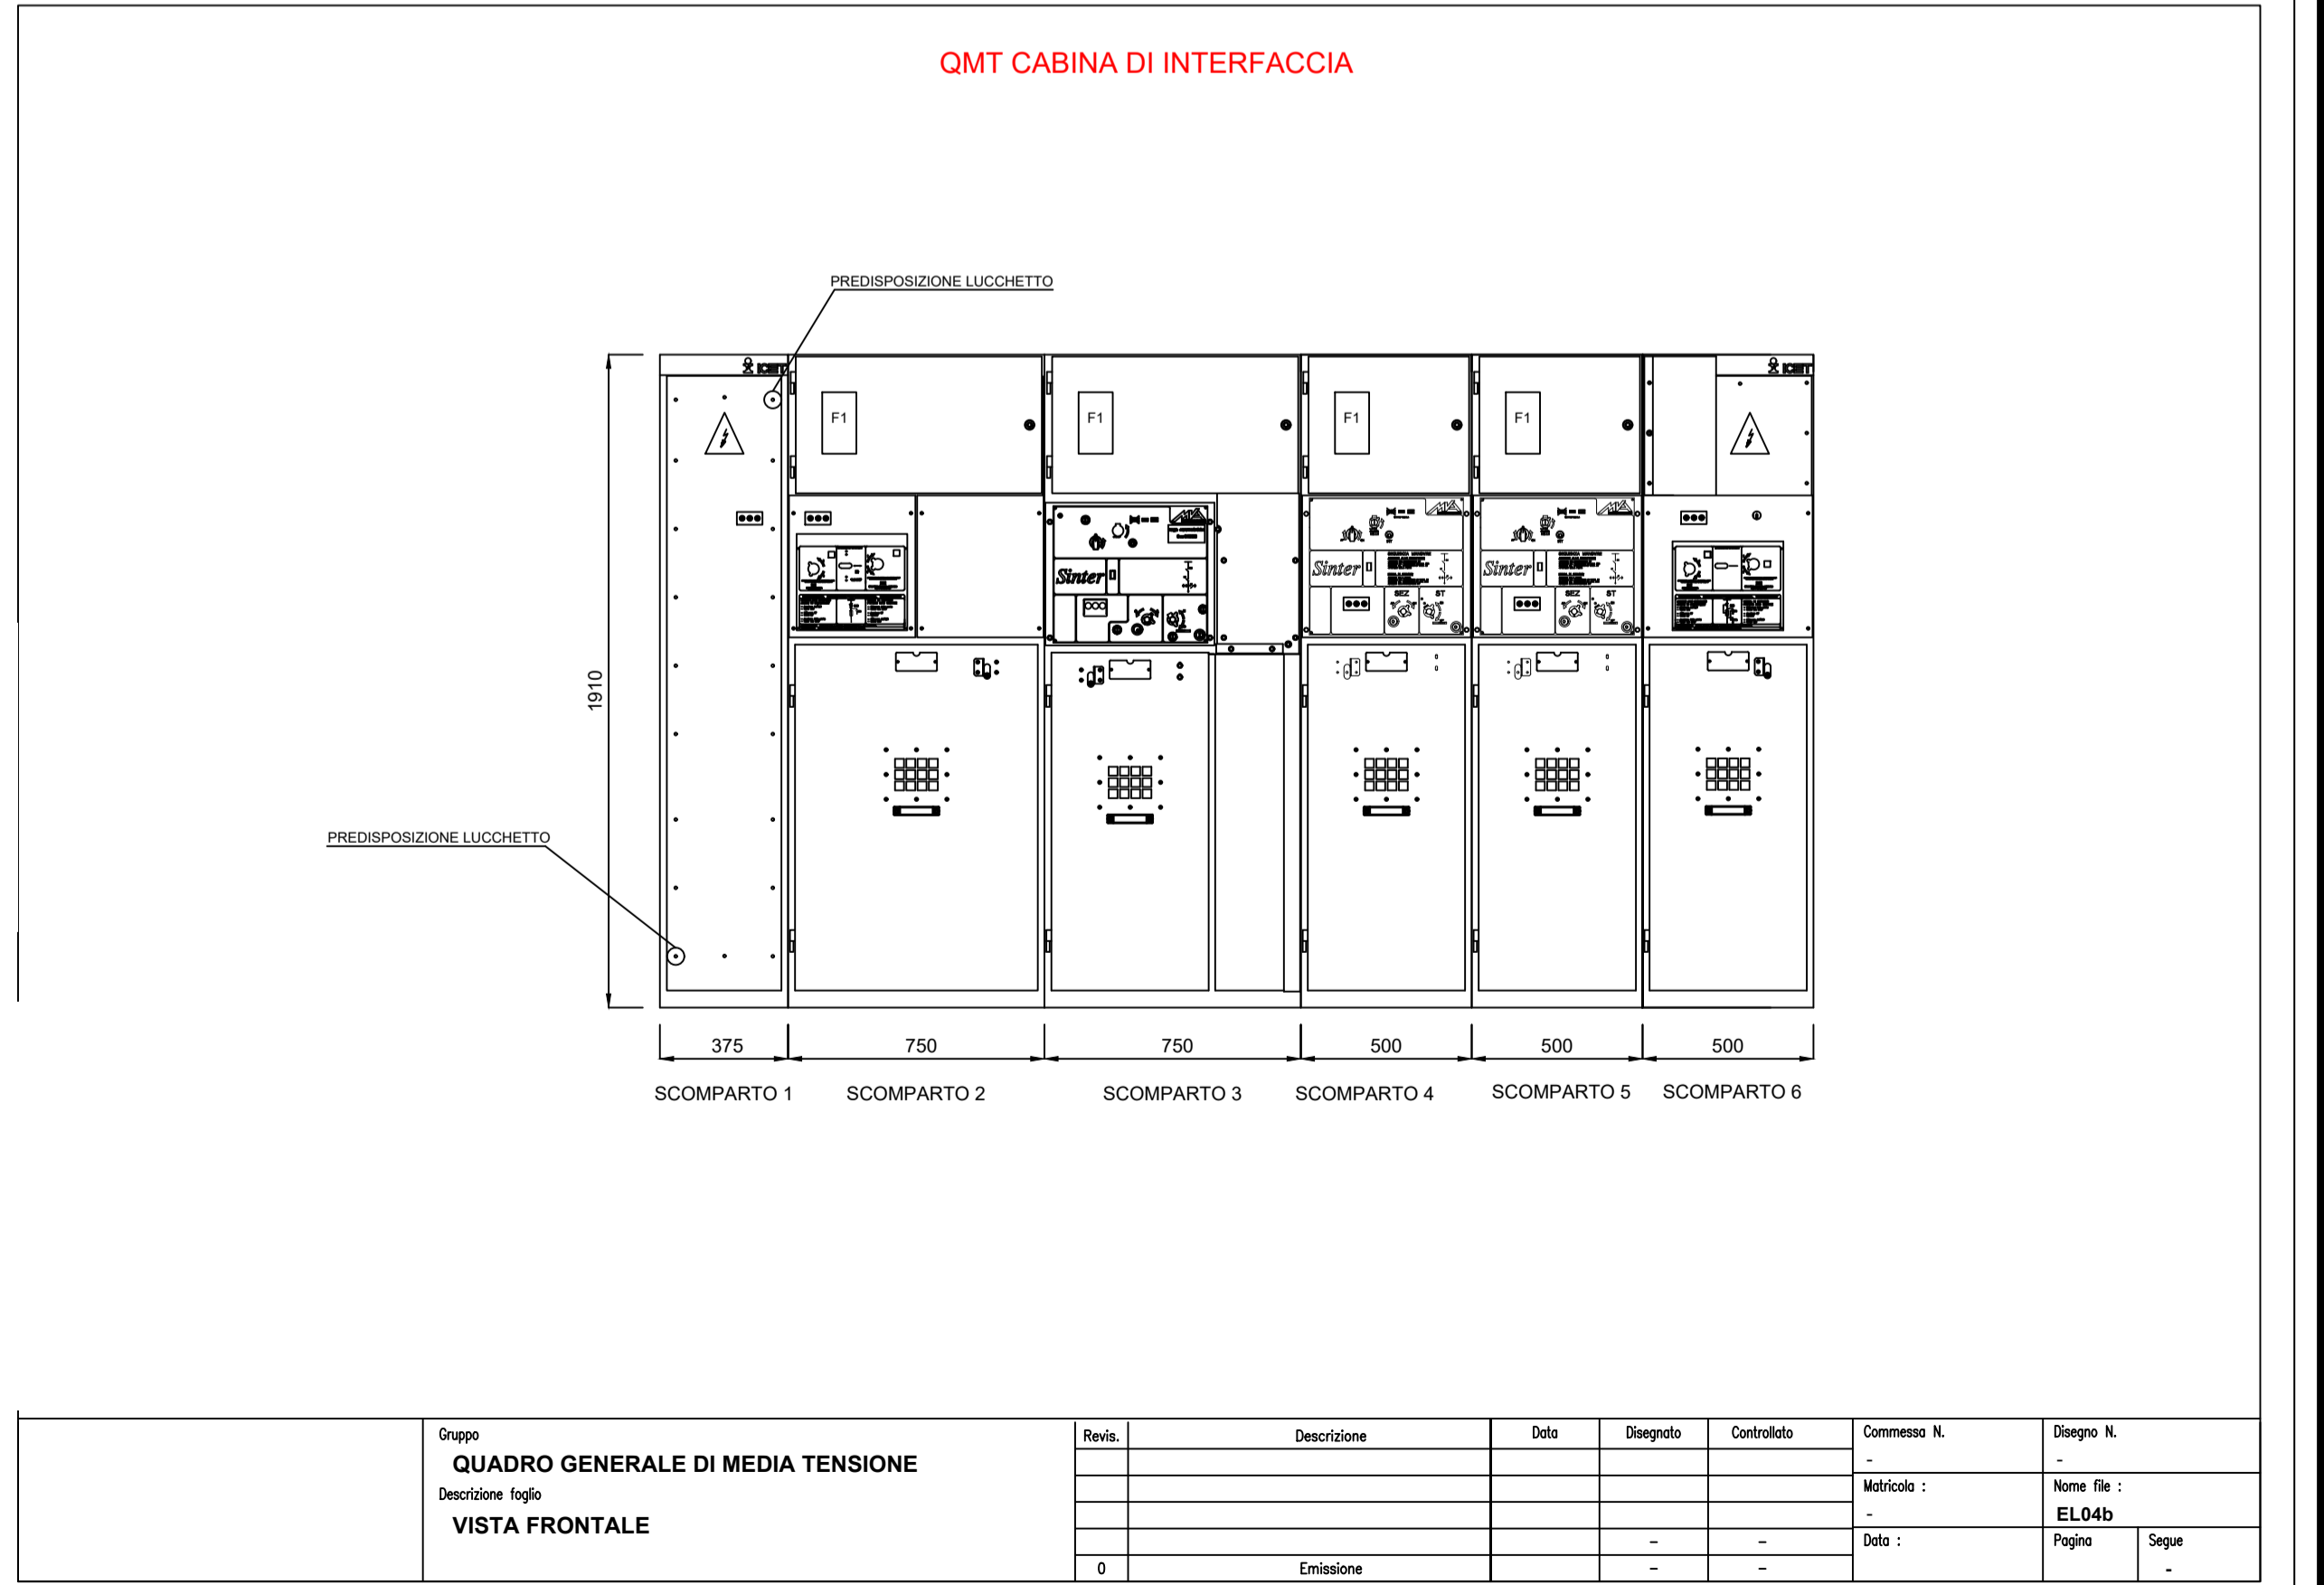 QMT CABINA DI INTERFACCIA
PREDISPOSIZIONE LUCCHETTO
ICET ICET
F1 F1 F1 F1
Sinter Sinter Sinter
SEZ ST SEZ ST
1910
PREDISPOSIZIONE LUCCHETTO
375 750 750 500 500 500
SCOMPARTO 1 SCOMPARTO 2 SCOMPARTO 3 SCOMPARTO 4 SCOMPARTO 5 SCOMPARTO 6
Gruppo
QUADRO GENERALE DI MEDIA TENSIONE
Descrizione foglio
VISTA FRONTALE
Revis. Descrizione Data Disegnato Controllato
- -
0 Emissione - -
Commessa N.
-
Disegno N.
-
Matricola :
-
Nome file :
EL04b
Data :
Pagina
Segue
-